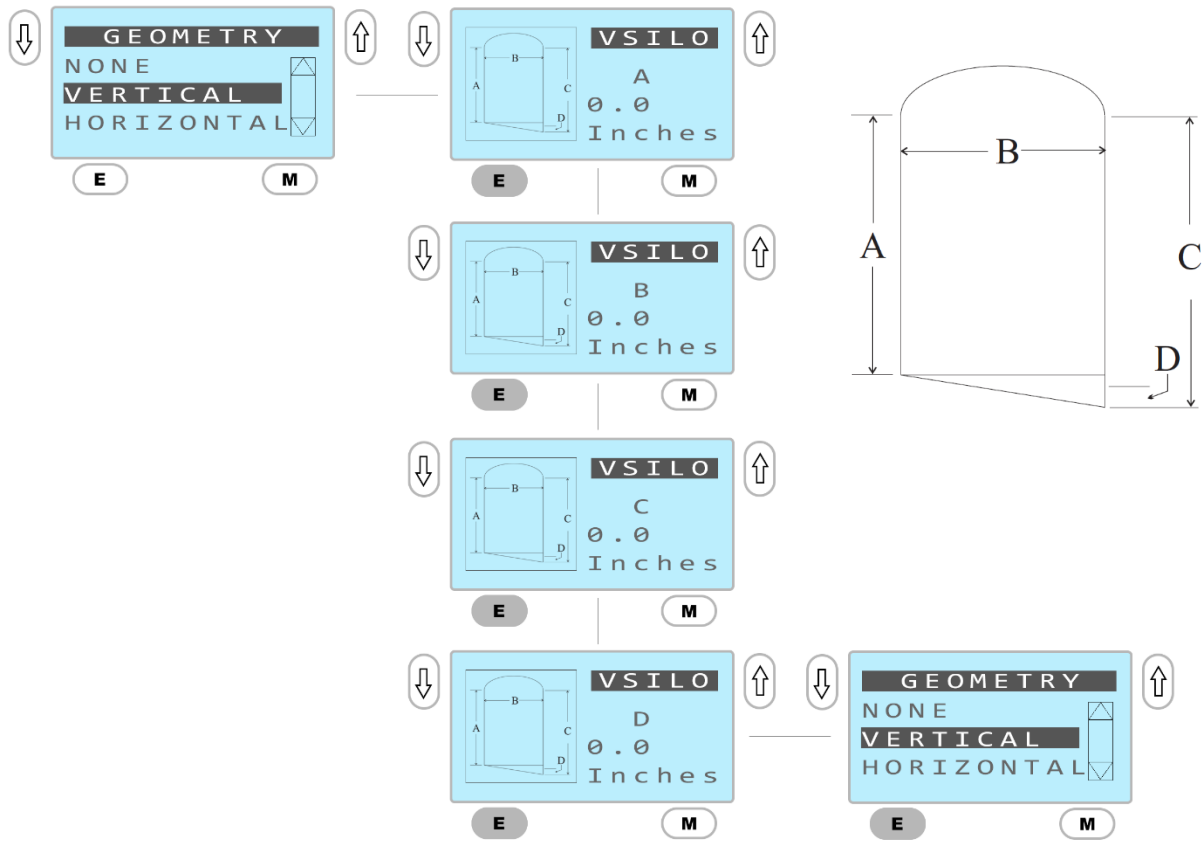 GEOMETRY
NONE
VERTICAL
HORIZONTAL
E M
VSILO
A
0.0
Inches
A B C D
E M
VSILO
B
0.0
Inches
A B C D
E M
VSILO
C
0.0
Inches
A B C D
E M
VSILO
D
0.0
Inches
A B C D
E M
GEOMETRY
NONE
VERTICAL
HORIZONTAL
E M
B
A
C
D